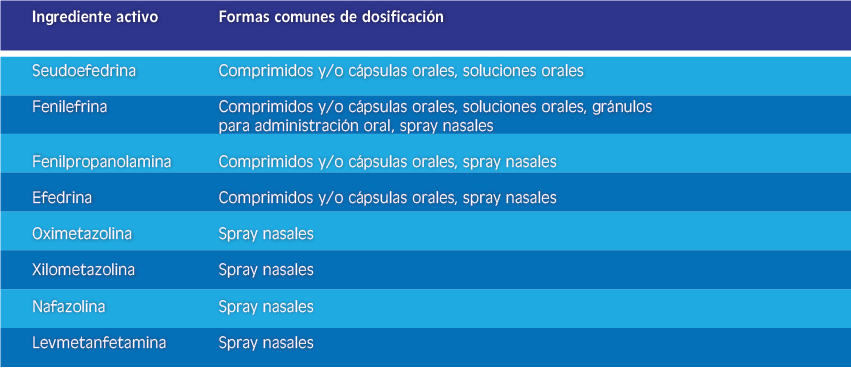 Ingrediente activo Formas comunes de dosificación
Seudoefedrina Comprimidos y/o cápsulas orales, soluciones orales
Fenilefrina Comprimidos y/o cápsulas orales, soluciones orales, gránulos
para administración oral, spray nasales
Fenilpropanolamina Comprimidos y/o cápsulas orales, spray nasales
Efedrina Comprimidos y/o cápsulas orales, spray nasales
Oximetazolina Spray nasales
Xilometazolina Spray nasales
Nafazolina Spray nasales
Levmetanfetamina Spray nasales